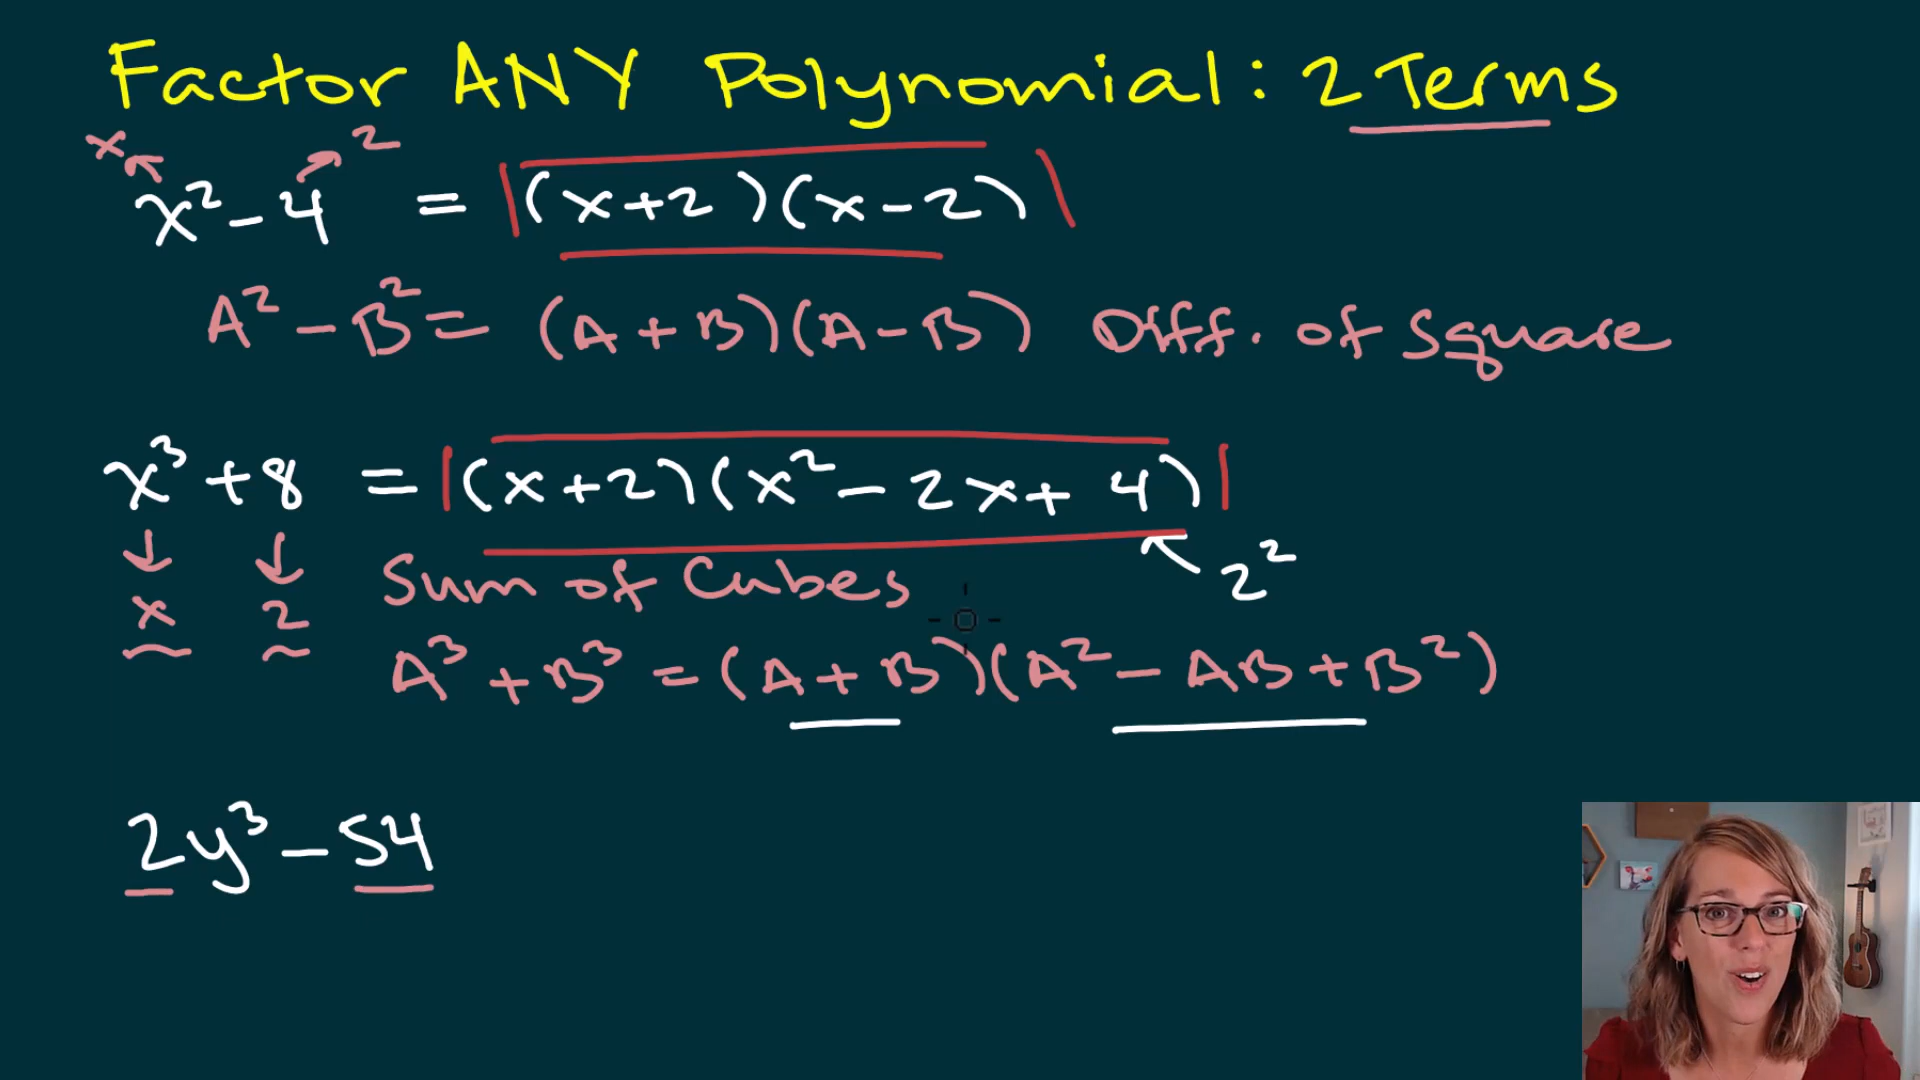 Factor ANY Polynomial: 2 Terms
x 2
x² - 4 = (x+2)(x-2)
A² - B² = (A+B)(A-B) Diff. of Square
x³ + 8 = (x+2)(x² - 2x + 4)
2²
x 2 Sum of Cubes
A³ + B³ = (A+B)(A² - AB + B²)
2y³ - 54